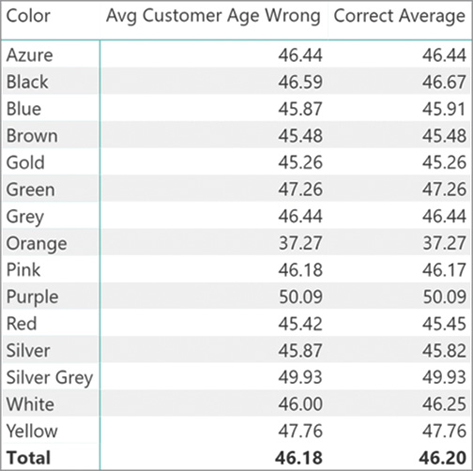 Color Avg Customer Age Wrong Correct Average
Azure 46.44 46.44
Black 46.59 46.67
Blue 45.87 45.91
Brown 45.48 45.48
Gold 45.26 45.26
Green 47.26 47.26
Grey 46.44 46.44
Orange 37.27 37.27
Pink 46.18 46.17
Purple 50.09 50.09
Red 45.42 45.45
Silver 45.87 45.82
Silver Grey 49.93 49.93
White 46.00 46.25
Yellow 47.76 47.76
Total 46.18 46.20